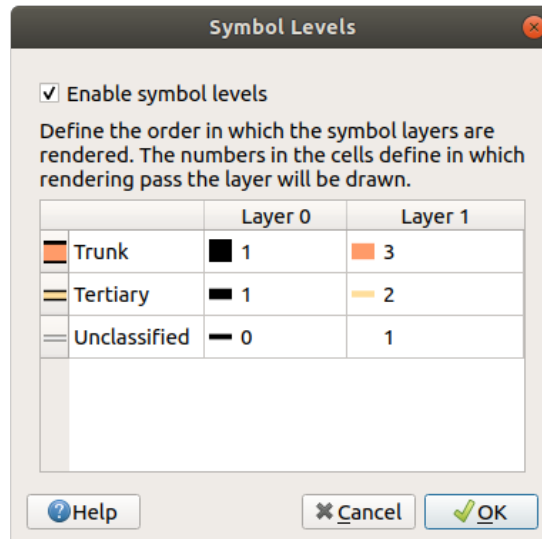 Symbol Levels
Enable symbol levels
Define the order in which the symbol layers are
rendered. The numbers in the cells define in which
rendering pass the layer will be drawn.
Layer 0 Layer 1
Trunk 1 3
Tertiary 1 2
Unclassified 0 1
Help Cancel OK